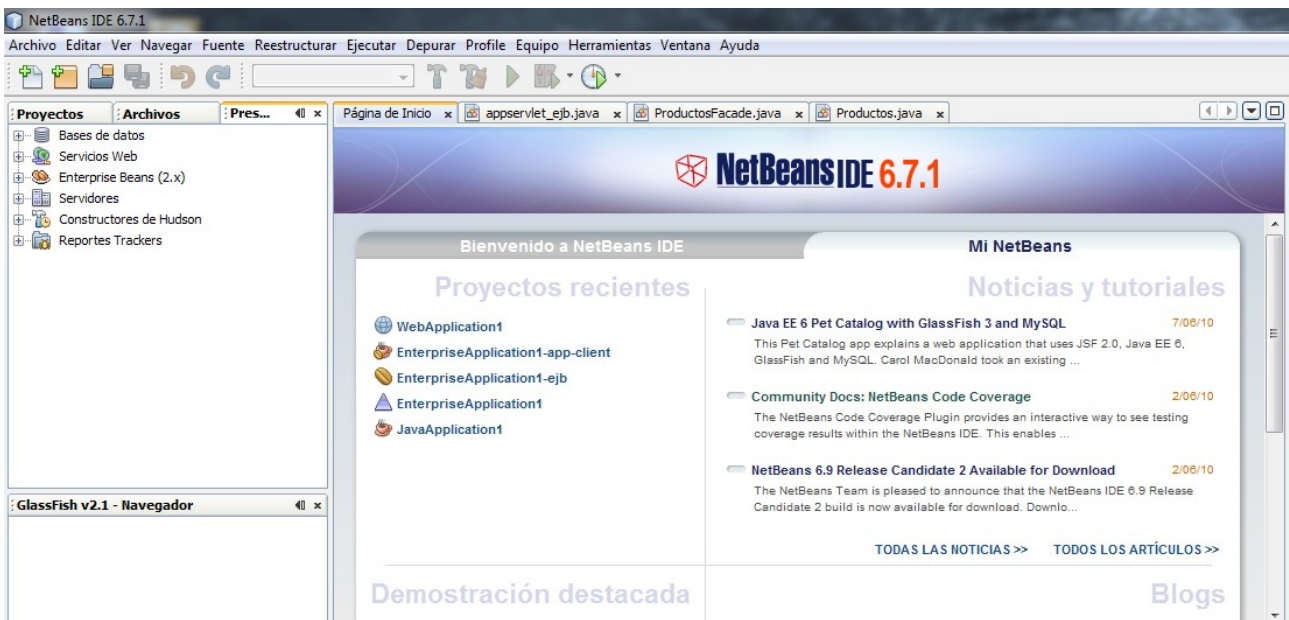 NetBeans IDE 6.7.1
Archivo Editar Ver Navegar Fuente Reestructurar Ejecutar Depurar Profile Equipo Herramientas Ventana Ayuda
Proyectos Archivos Pres...
Página de Inicio appservlet_ejb.java ProductosFacade.java Productos.java
Bases de datos
Servicios Web
Enterprise Beans (2.x)
Servidores
Constructores de Hudson
Reportes Trackers
GlassFish v2.1 - Navegador
NetBeans IDE 6.7.1
Bienvenido a NetBeans IDE
Mi NetBeans
Proyectos recientes
WebApplication1
EnterpriseApplication1-app-client
EnterpriseApplication1-ejb
EnterpriseApplication1
JavaApplication1
Noticias y tutoriales
Java EE 6 Pet Catalog with GlassFish 3 and MySQL 7/06/10
This Pet Catalog app explains a web application that uses JSF 2.0, Java EE 6,
GlassFish and MySQL. Carol MacDonald took an existing ...
Community Docs: NetBeans Code Coverage 2/06/10
The NetBeans Code Coverage Plugin provides an interactive way to see testing
coverage results within the NetBeans IDE. This enables ...
NetBeans 6.9 Release Candidate 2 Available for Download 2/06/10
The NetBeans Team is pleased to announce that the NetBeans IDE 6.9 Release
Candidate 2 build is now available for download. Downlo...
TODAS LAS NOTICIAS >> TODOS LOS ARTÍCULOS >>
Demostración destacada
Blogs